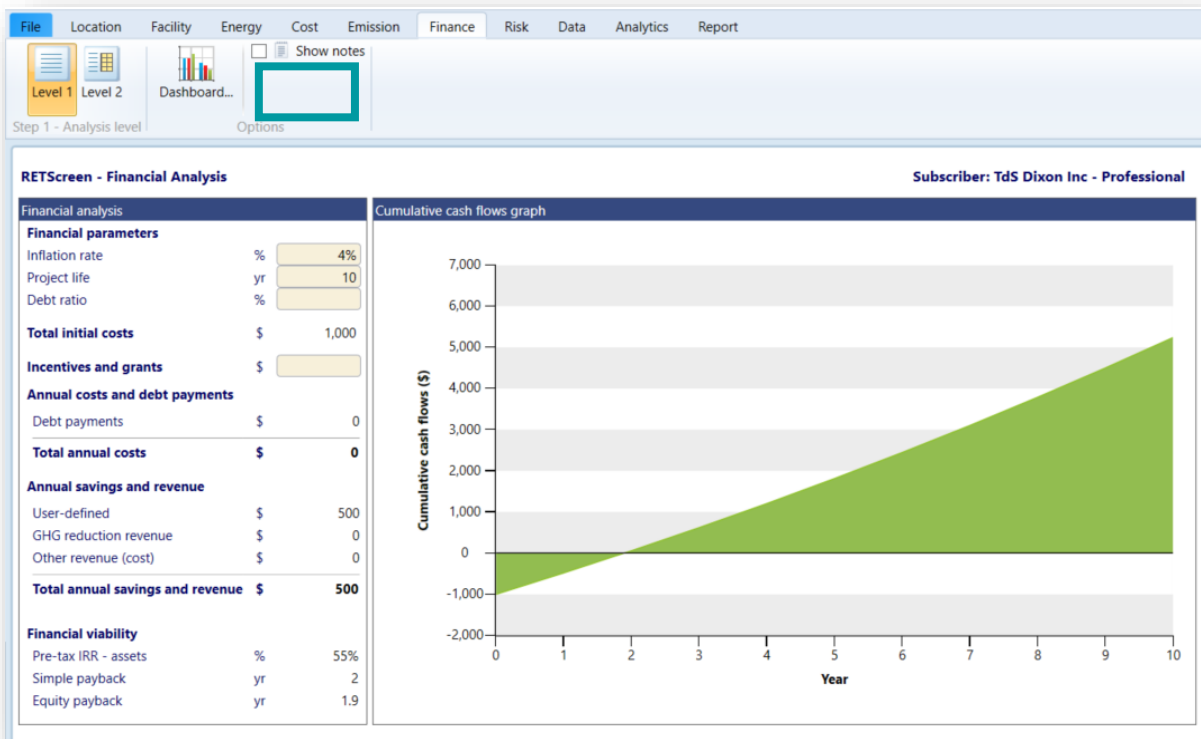 File Location Facility Energy Cost Emission Finance Risk Data Analytics Report
Show notes
Level 1 Level 2 Dashboard...
Step 1 - Analysis level Options
RETScreen - Financial Analysis Subscriber: TdS Dixon Inc - Professional
Financial analysis
Financial parameters
Inflation rate % 4%
Project life yr 10
Debt ratio %
Total initial costs $ 1,000
Incentives and grants $
Annual costs and debt payments
Debt payments $ 0
Total annual costs $ 0
Annual savings and revenue
User-defined $ 500
GHG reduction revenue $ 0
Other revenue (cost) $ 0
Total annual savings and revenue $ 500
Financial viability
Pre-tax IRR - assets % 55%
Simple payback yr 2
Equity payback yr 1.9
Cumulative cash flows graph
Cumulative cash flows ($)
7,000
6,000
5,000
4,000
3,000
2,000
1,000
0
-1,000
-2,000
0 1 2 3 4 5 6 7 8 9 10
Year